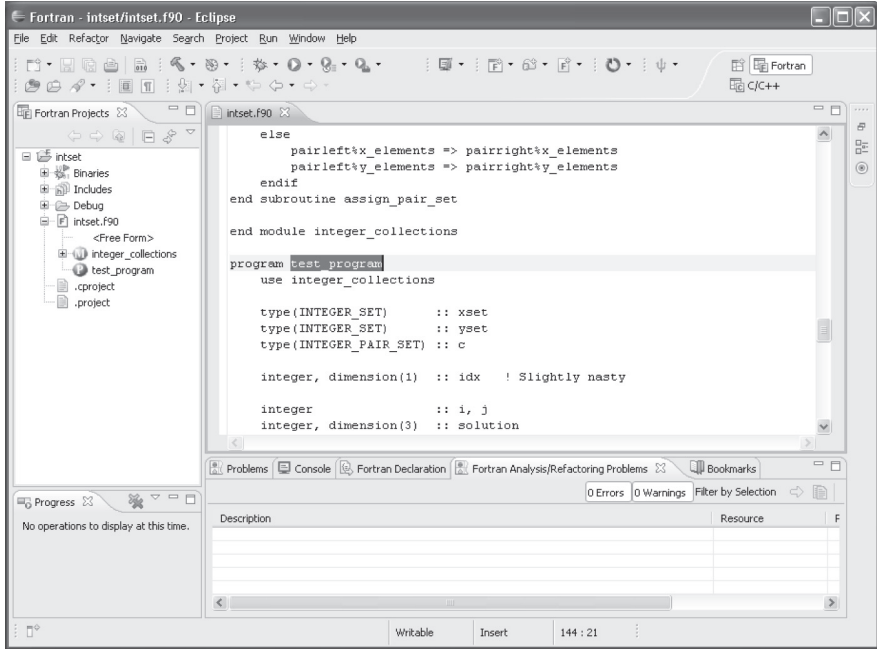 Fortran - intset/intset.f90 - Eclipse
File Edit Refactor Navigate Search Project Run Window Help
Fortran
C/C++
Fortran Projects
intset
Binaries
Includes
Debug
intset.f90
<Free Form>
integer_collections
test_program
.cproject
.project
intset.f90
else
pairleft%x_elements => pairright%x_elements
pairleft%y_elements => pairright%y_elements
endif
end subroutine assign_pair_set
end module integer_collections
program test_program
use integer_collections
type(INTEGER_SET) :: xset
type(INTEGER_SET) :: yset
type(INTEGER_PAIR_SET) :: c
integer, dimension(1) :: idx ! Slightly nasty
integer :: i, j
integer, dimension(3) :: solution
Problems Console Fortran Declaration Fortran Analysis/Refactoring Problems Bookmarks
0 Errors 0 Warnings Filter by Selection
Description Resource P
Progress
No operations to display at this time.
Writable Insert 144 : 21